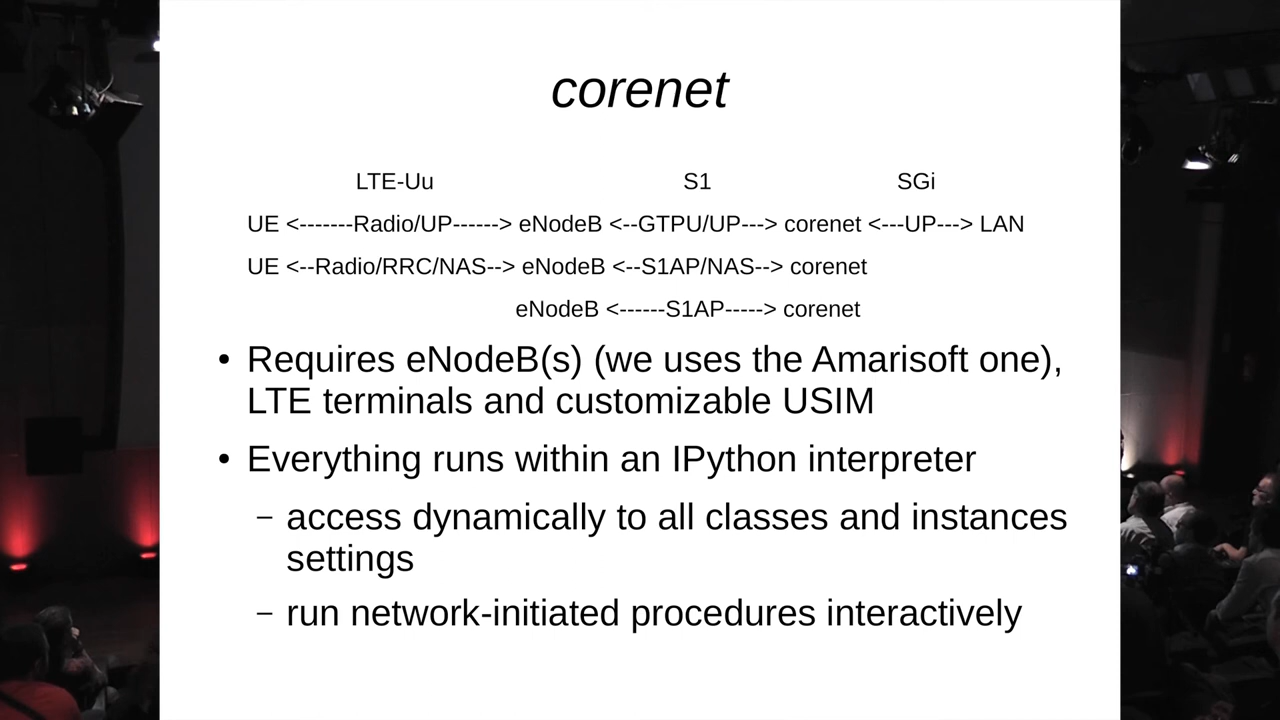 corenet
LTE-Uu S1 SGi
UE <-------Radio/UP------> eNodeB <--GTPU/UP---> corenet <---UP---> LAN
UE <--Radio/RRC/NAS--> eNodeB <--S1AP/NAS--> corenet
eNodeB <------S1AP-----> corenet
• Requires eNodeB(s) (we uses the Amarisoft one),
LTE terminals and customizable USIM
• Everything runs within an IPython interpreter
– access dynamically to all classes and instances
settings
– run network-initiated procedures interactively